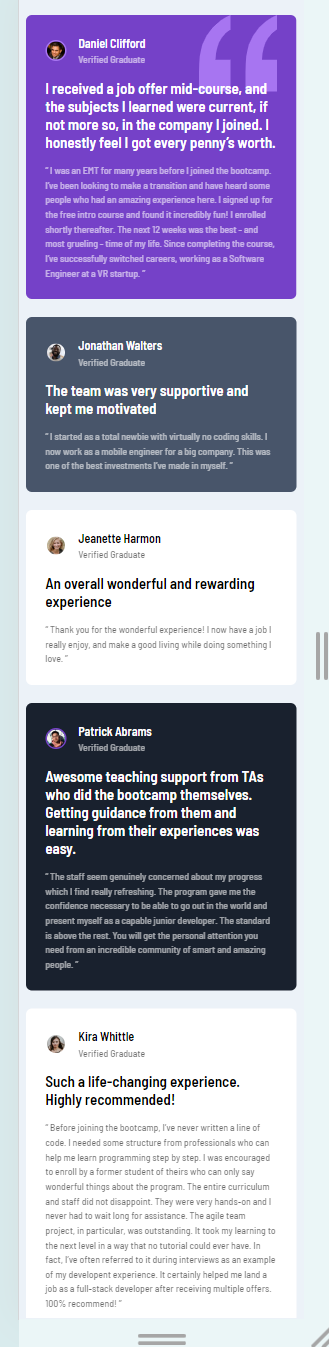 Daniel Clifford
Verified Graduate
I received a job offer mid-course, and
the subjects I learned were current, if
not more so, in the company I joined. I
honestly feel I got every penny’s worth.
“ I was an EMT for many years before I joined the bootcamp.
I’ve been looking to make a transition and have heard some
people who had an amazing experience here. I signed up for
the free intro course and found it incredibly fun! I enrolled
shortly thereafter. The next 12 weeks was the best – and
most grueling – time of my life. Since completing the course,
I’ve successfully switched careers, working as a Software
Engineer at a VR startup. ”
Jonathan Walters
Verified Graduate
The team was very supportive and
kept me motivated
“ I started as a total newbie with virtually no coding skills. I
now work as a mobile engineer for a big company. This was
one of the best investments I’ve made in myself. ”
Jeanette Harmon
Verified Graduate
An overall wonderful and rewarding
experience
“ Thank you for the wonderful experience! I now have a job I
really enjoy, and make a good living while doing something I
love. ”
Patrick Abrams
Verified Graduate
Awesome teaching support from TAs
who did the bootcamp themselves.
Getting guidance from them and
learning from their experiences was
easy.
“ The staff seem genuinely concerned about my progress
which I find really refreshing. The program gave me the
confidence necessary to be able to go out in the world and
present myself as a capable junior developer. The standard
is above the rest. You will get the personal attention you
need from an incredible community of smart and amazing
people. ”
Kira Whittle
Verified Graduate
Such a life-changing experience.
Highly recommended!
“ Before joining the bootcamp, I’ve never written a line of
code. I needed some structure from professionals who can
help me learn programming step by step. I was encouraged
to enroll by a former student of theirs who can only say
wonderful things about the program. The entire curriculum
and staff did not disappoint. They were very hands-on and I
never had to wait long for assistance. The agile team
project, in particular, was outstanding. It took my learning to
the next level in a way that no tutorial could ever have. In
fact, I’ve often referred to it during interviews as an example
of my developent experience. It certainly helped me land a
job as a full-stack developer after receiving multiple offers.
100% recommend! ”